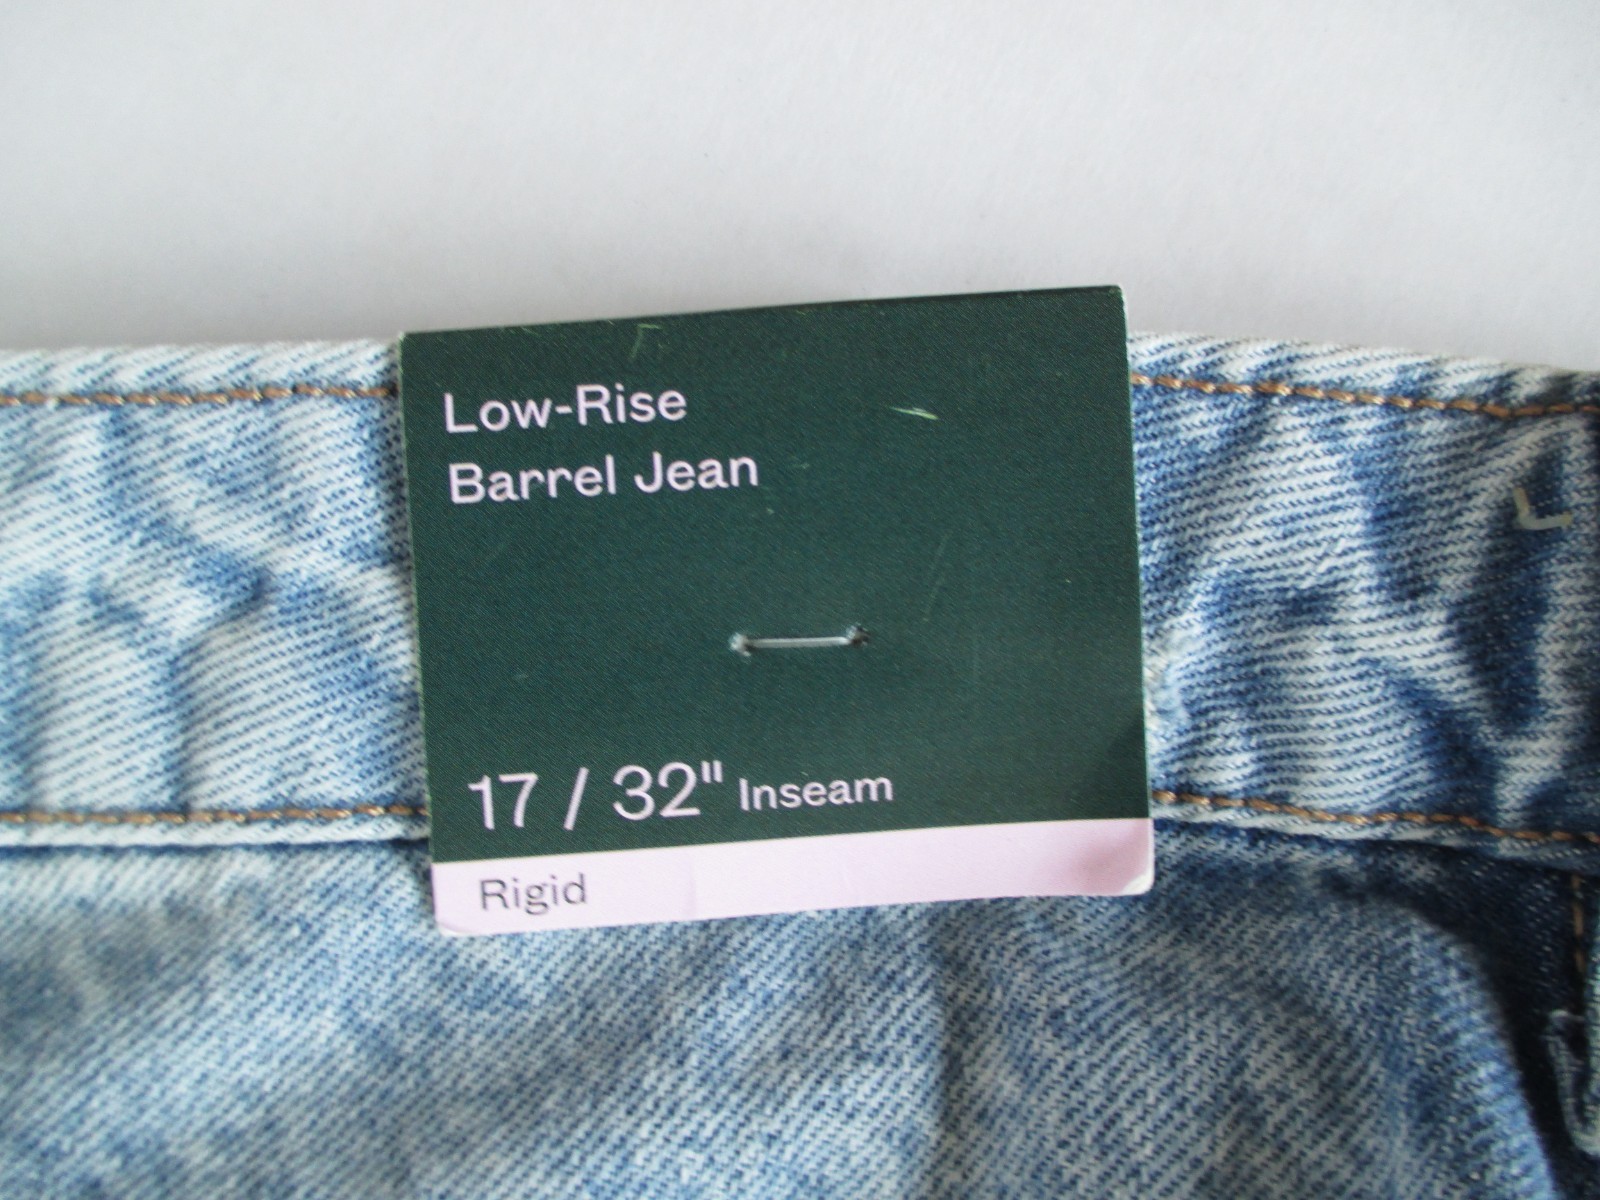 Low-Rise
Barrel Jean
17 / 32" Inseam
Rigid